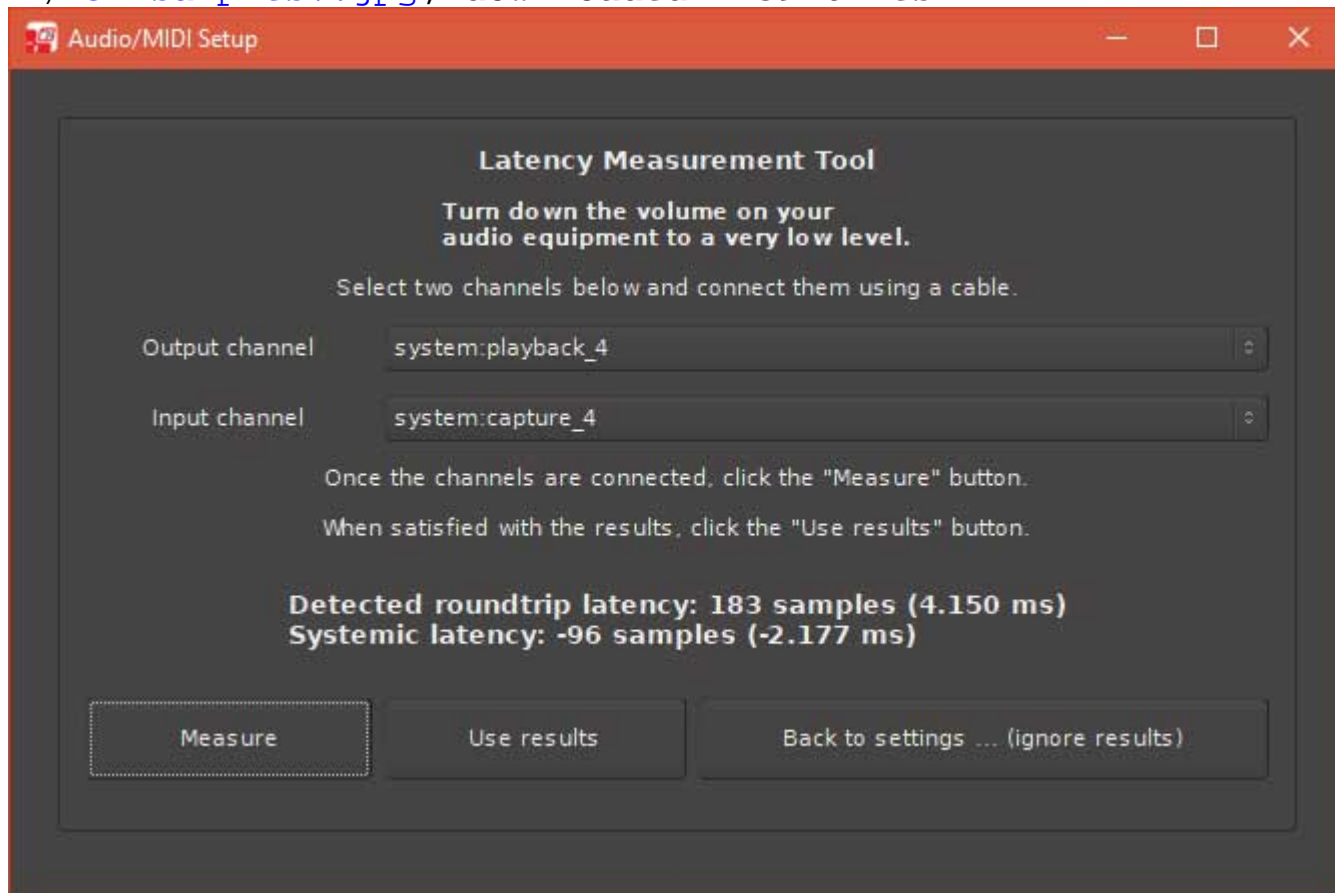 Audio/MIDI Setup
Latency Measurement Tool
Turn down the volume on your
audio equipment to a very low level.
Select two channels below and connect them using a cable.
Output channel system:playback_4
Input channel system:capture_4
Once the channels are connected, click the "Measure" button.
When satisfied with the results, click the "Use results" button.
Detected roundtrip latency: 183 samples (4.150 ms)
Systemic latency: -96 samples (-2.177 ms)
Measure Use results Back to settings ... (ignore results)